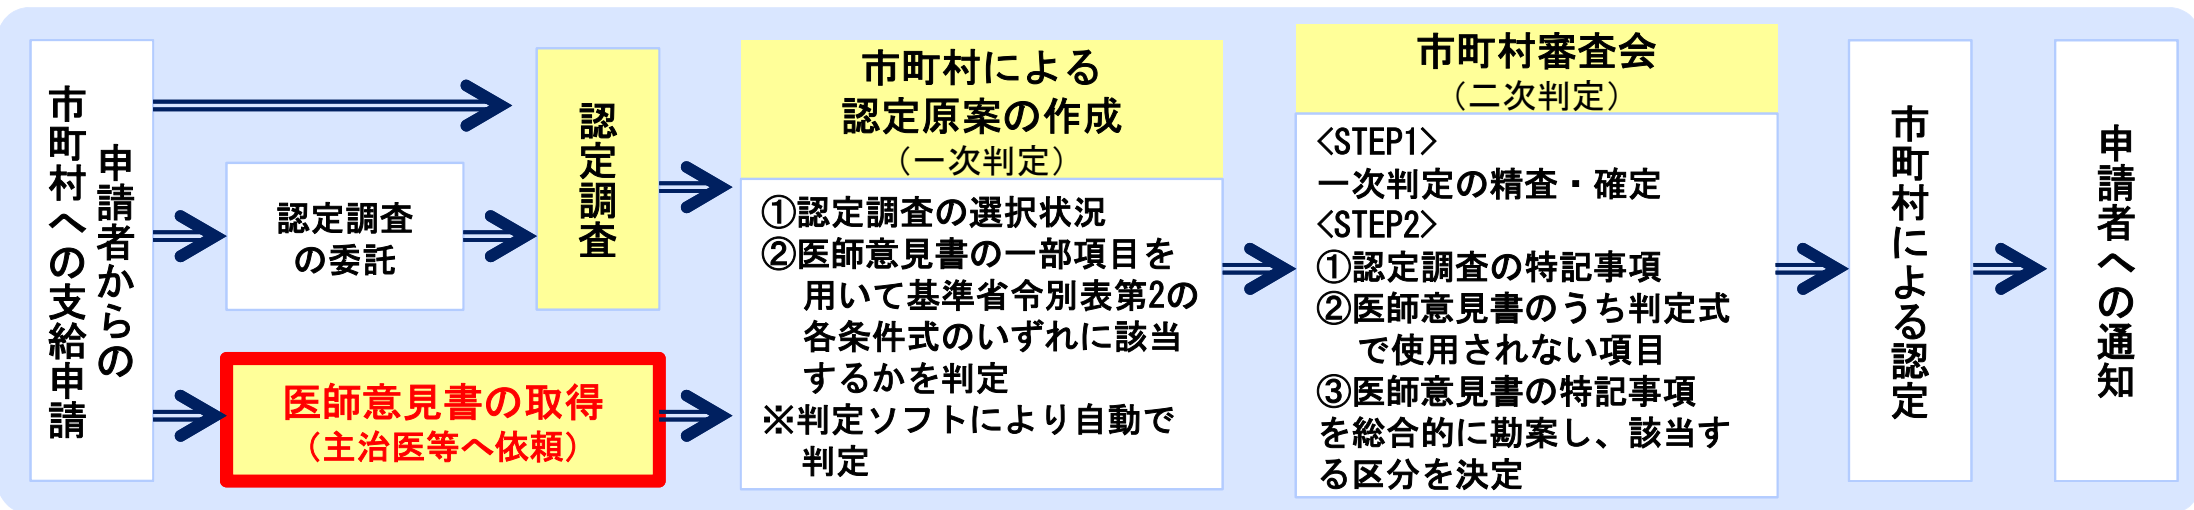 申請者からの
市町村への支給申請
認定調査
の委託
認定調査
医師意見書の取得
（主治医等へ依頼）
市町村による
認定原案の作成
（一次判定）
①認定調査の選択状況
②医師意見書の一部項目を
用いて基準省令別表第2の
各条件式のいずれに該当
するかを判定
※判定ソフトにより自動で
判定
市町村審査会
（二次判定）
<STEP1>
一次判定の精査・確定
<STEP2>
①認定調査の特記事項
②医師意見書のうち判定式
で使用されない項目
③医師意見書の特記事項
を総合的に勘案し、該当す
る区分を決定
市町村による認定
申請者への通知